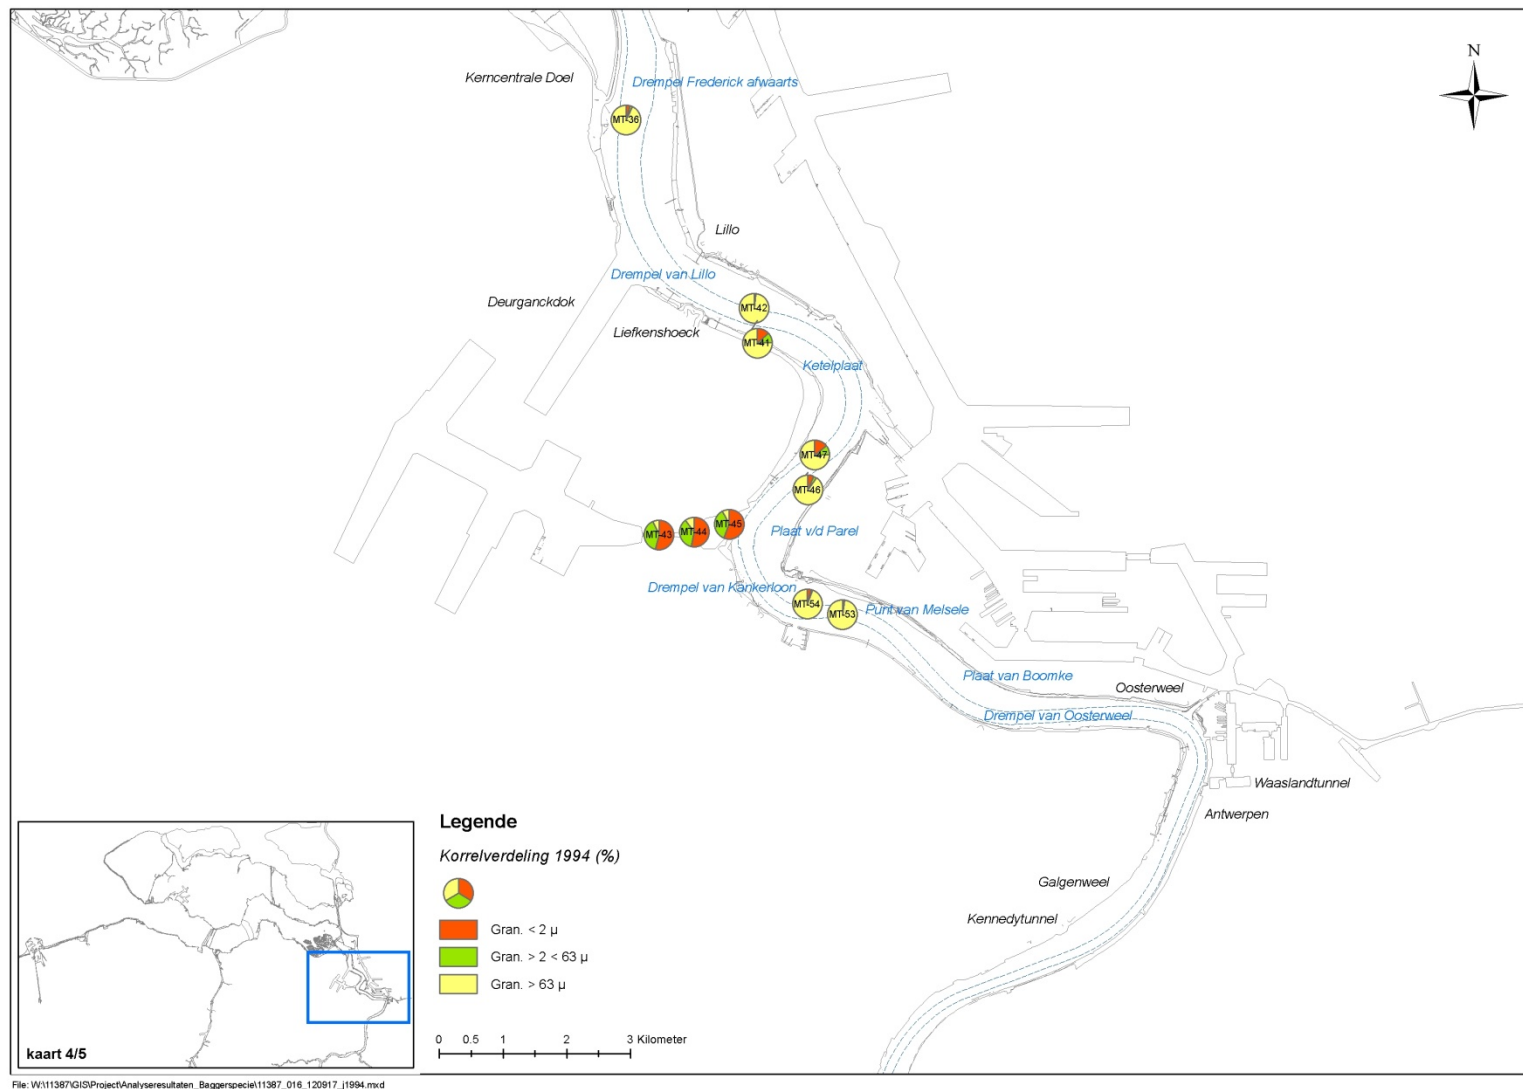 N
Kerncentrale Doel
Drempel Frederick afwaarts
MT-36
Lillo
Drempel van Lillo
Deurganckdok
MT-42
Liefkenshoeck
MT-41
Ketelplaat
MT-47
MT-46
MT-45
MT-44
MT-43
Plaat v/d Parel
Drempel van Kankerloon
MT-54
MT-53
Punt van Melsele
Plaat van Boomke
Oosterweel
Drempel van Oosterweel
Waaslandtunnel
Antwerpen
Galgenweel
Kennedytunnel
Legende
Korrelverdeling 1994 (%)
Gran. < 2 µ
Gran. > 2 < 63 µ
Gran. > 63 µ
0 0.5 1 2 3 Kilometer
kaart 4/5
File: W:\11387\GIS\Project\Analyseresultaten_Baggerspecie\11387_016_120917_j1994.mxd